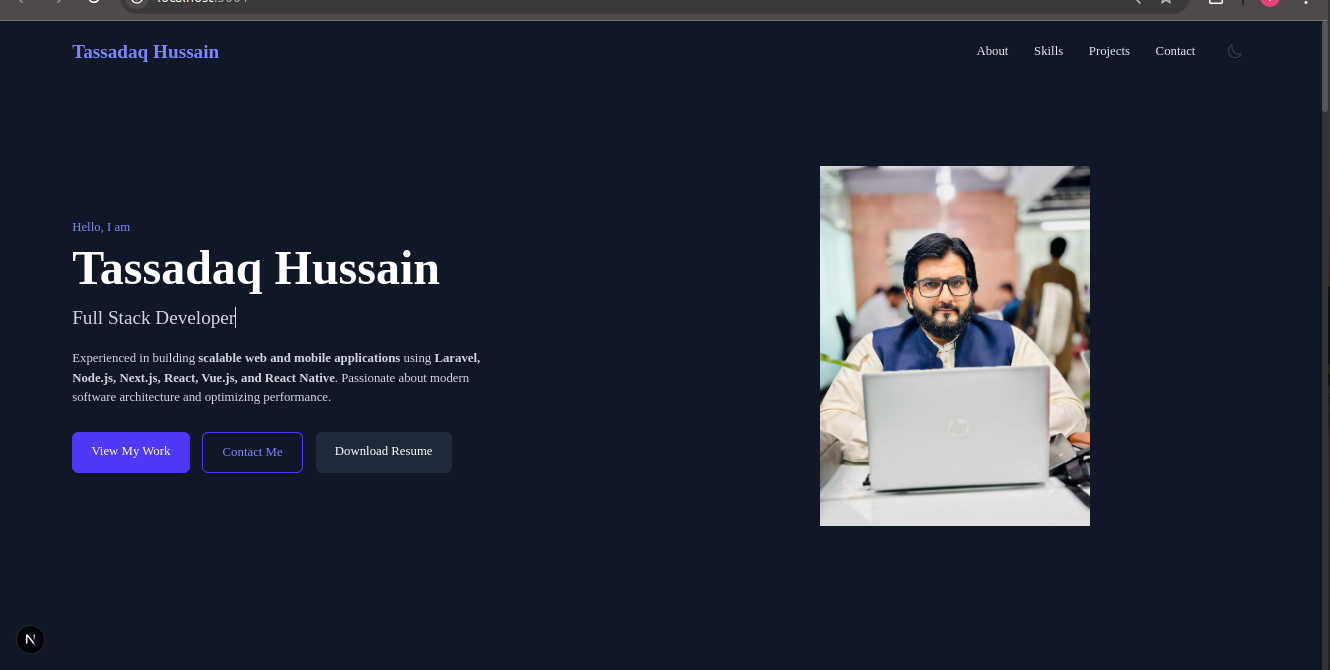 Tassadaq Hussain
About Skills Projects Contact
Hello, I am
Tassadaq Hussain
Full Stack Developer
Experienced in building scalable web and mobile applications using Laravel,
Node.js, Next.js, React, Vue.js, and React Native. Passionate about modern
software architecture and optimizing performance.
View My Work
Contact Me
Download Resume
hp
N